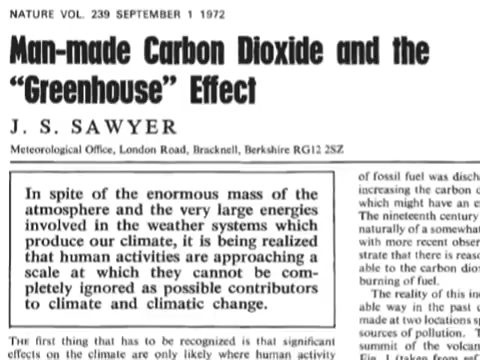 NATURE VOL. 239 SEPTEMBER 1 1972
Man-made Carbon Dioxide and the
"Greenhouse" Effect
J. S. SAWYER
Meteorological Office, London Road, Bracknell, Berkshire RG12 2SZ
In spite of the enormous mass of the
atmosphere and the very large energies
involved in the weather systems which
produce our climate, it is being realized
that human activities are approaching a
scale at which they cannot be com-
pletely ignored as possible contributors
to climate and climatic change.
THE first thing that has to be recognized is that significant
effects on the climate are only likely where human activity
of fossil fuel was
increasing the carbon
which might have an
The nineteenth century
naturally of a
with more recent
strate that there is
able to the carbon
burning of fuel.
The reality of this
able way in the past
made at two locations
sources of pollution.
summit of the
Fig. 1 (taken from